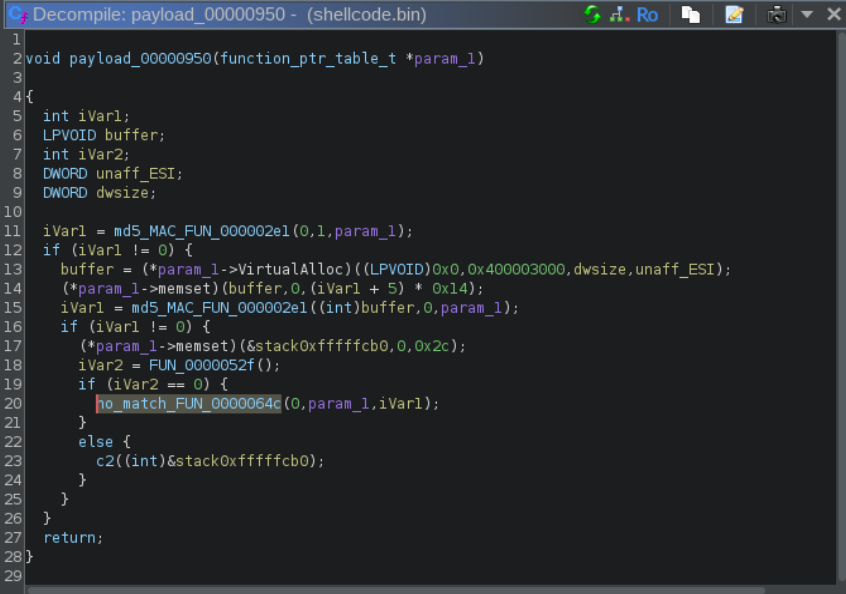 Decompile: payload_00000950 - (shellcode.bin)
Ro
1
2 void payload_00000950(function_ptr_table_t *param_1)
3
4 {
5 int iVar1;
6 LPVOID buffer;
7 int iVar2;
8 DWORD unaff_ESI;
9 DWORD dwsize;
10
11 iVar1 = md5_MAC_FUN_000002e1(0,1,param_1);
12 if (iVar1 != 0) {
13 buffer = (*param_1->VirtualAlloc)((LPVOID)0x0,0x400003000,dwsize,unaff_ESI);
14 (*param_1->memset)(buffer,0,(iVar1 + 5) * 0x14);
15 iVar1 = md5_MAC_FUN_000002e1((int)buffer,0,param_1);
16 if (iVar1 != 0) {
17 (*param_1->memset)(&stack0xfffffcb0,0,0x2c);
18 iVar2 = FUN_0000052f();
19 if (iVar2 == 0) {
20 no_match_FUN_0000064c(0,param_1,iVar1);
21 }
22 else {
23 c2((int)&stack0xfffffcb0);
24 }
25 }
26 }
27 return;
28 }
29